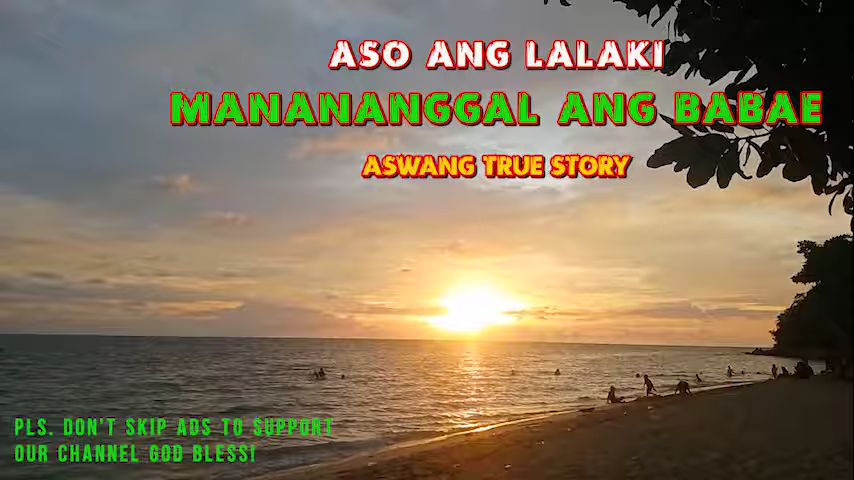 ASO ANG LALAKI
MANANANGGAL ANG BABAE
ASWANG TRUE STORY
PLS. DON'T SKIP ADS TO SUPPORT
OUR CHANNEL GOD BLESS!